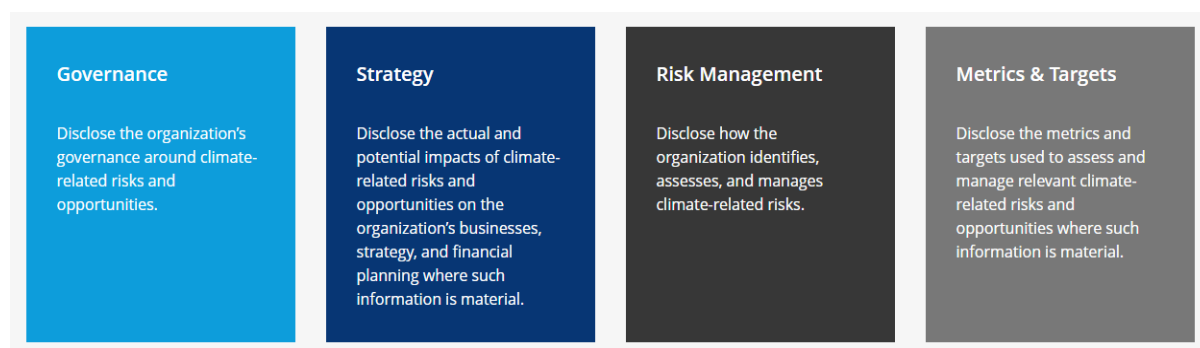 Governance
Disclose the organization's
governance around climate-
related risks and
opportunities.
Strategy
Disclose the actual and
potential impacts of climate-
related risks and
opportunities on the
organization's businesses,
strategy, and financial
planning where such
information is material.
Risk Management
Disclose how the
organization identifies,
assesses, and manages
climate-related risks.
Metrics & Targets
Disclose the metrics and
targets used to assess and
manage relevant climate-
related risks and
opportunities where such
information is material.